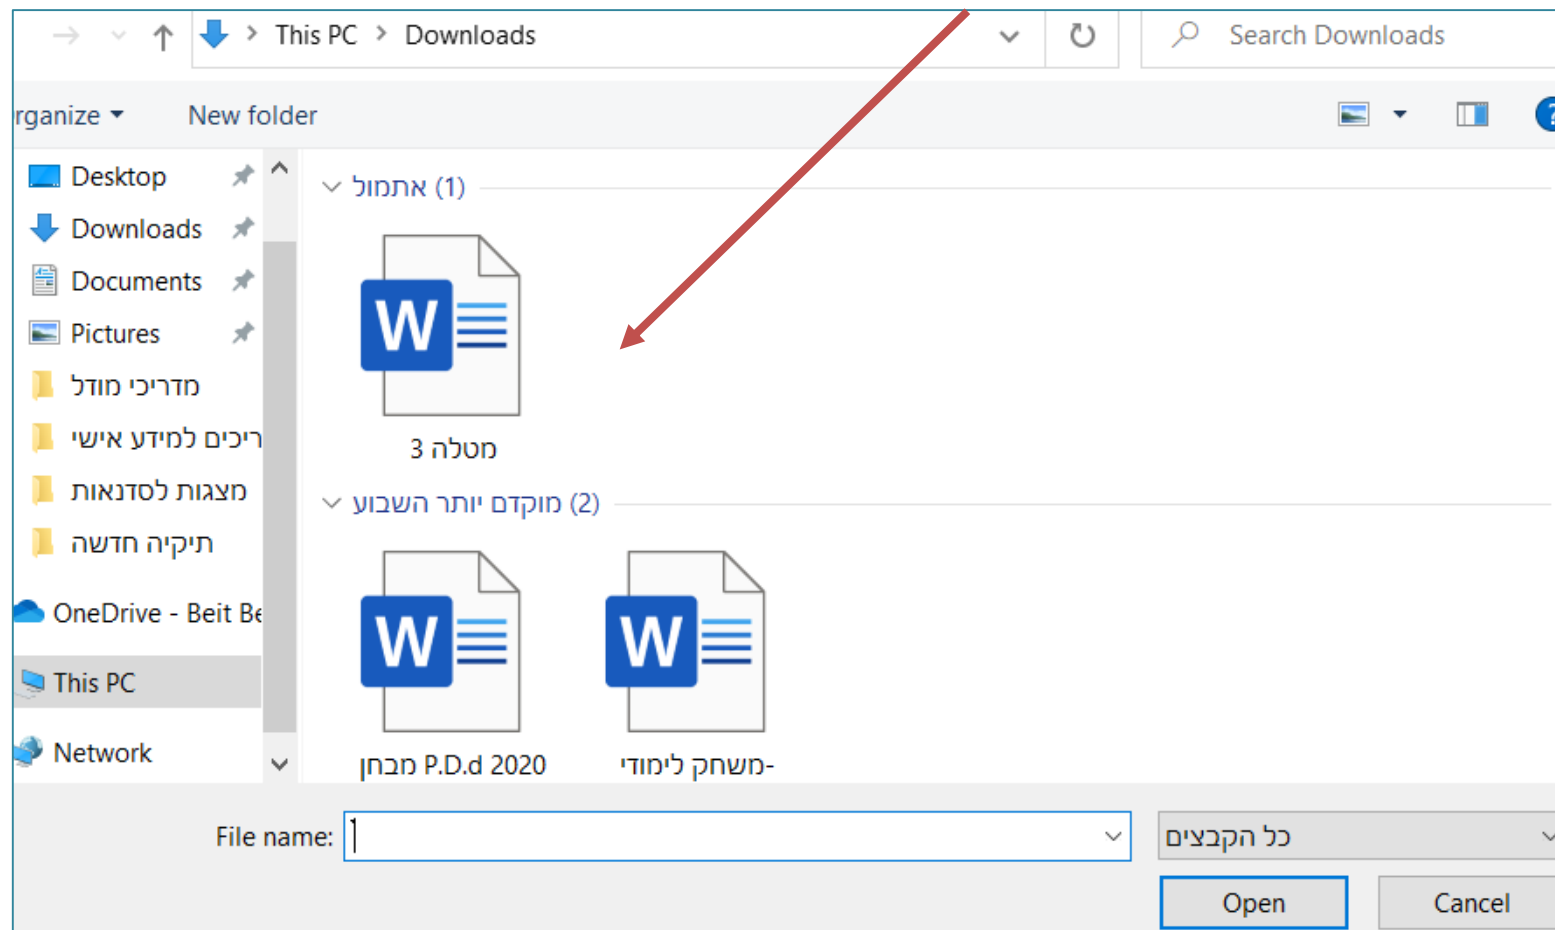 This PC > Downloads
Search Downloads
rganize
New folder
Desktop
Downloads
Documents
Pictures
מדריכי מודל
ריכים למידע אישי
מצגות לסדנאות
תיקיה חדשה
OneDrive - Beit Be
This PC
Network
אתמול (1)
W
מטלה 3
מוקדם יותר השבוע (2)
W
W
מבחן P.D.d 2020
משחק לימודי-
File name:
כל הקבצים
Open
Cancel